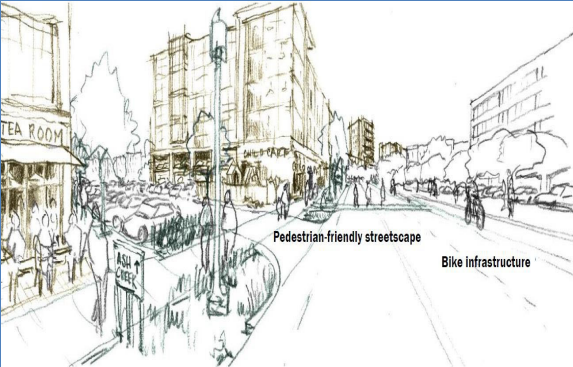 TEA ROOM
Pedestrian-friendly streetscape
Bike infrastructure
ASH
CREEK